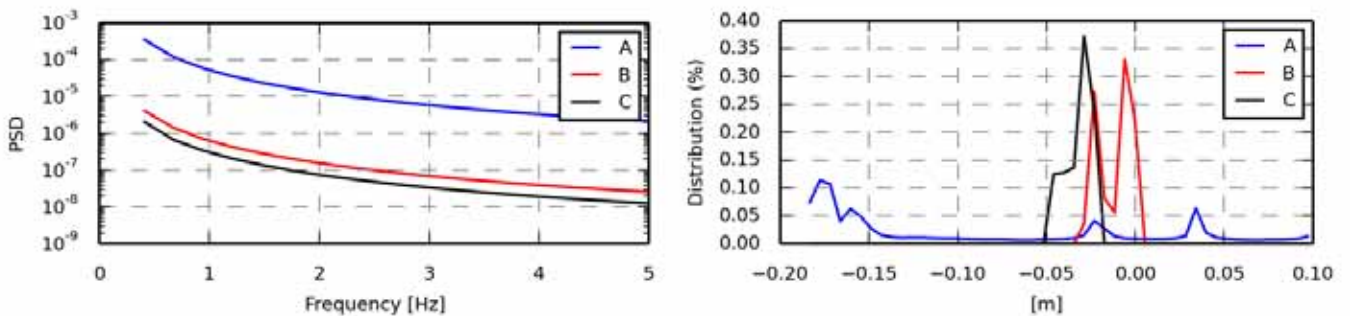 10⁻³
10⁻⁴
10⁻⁵
10⁻⁶
10⁻⁷
10⁻⁸
10⁻⁹
PSD
A
B
C
0 1 2 3 4 5
Frequency [Hz]
0.40
0.35
0.30
0.25
0.20
0.15
0.10
0.05
0.00
Distribution (%)
A
B
C
−0.20 −0.15 −0.10 −0.05 0.00 0.05 0.10
[m]